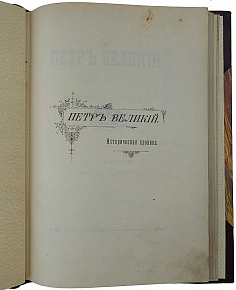 ПЕТРЪ ВЕЛИКІЙ.
Историческая хроника.